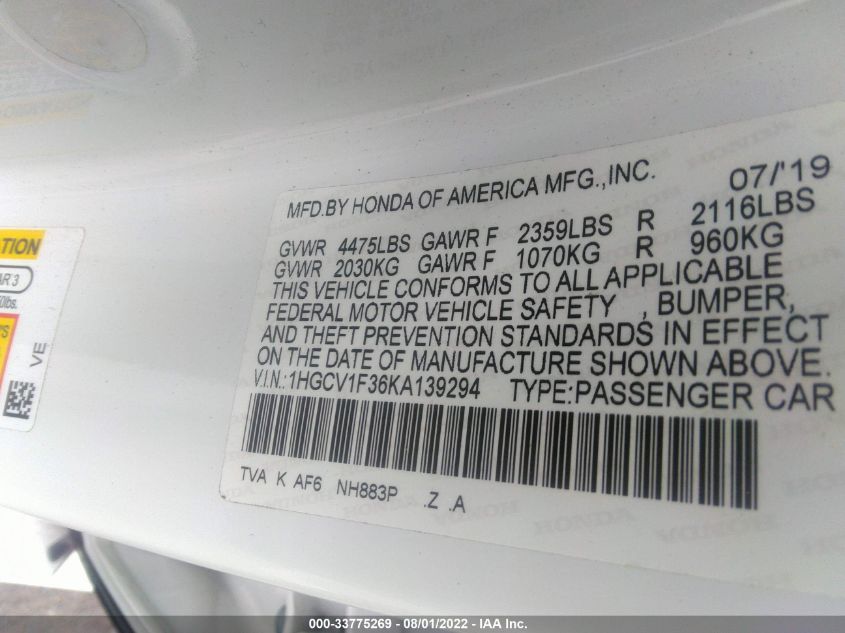 MFD.BY HONDA OF AMERICA MFG.,INC. 07/'19
GVWR 4475LBS GAWR F 2359LBS R 2116LBS
GVWR 2030KG GAWR F 1070KG R 960KG
THIS VEHICLE CONFORMS TO ALL APPLICABLE
FEDERAL MOTOR VEHICLE SAFETY , BUMPER,
AND THEFT PREVENTION STANDARDS IN EFFECT
ON THE DATE OF MANUFACTURE SHOWN ABOVE.
V.I.N.:1HGCV1F36KA139294 TYPE:PASSENGER CAR
TVA K AF6 NH883P .Z .A
HONDA HONDA
VE
000-33775269 - 08/01/2022 - IAA Inc.